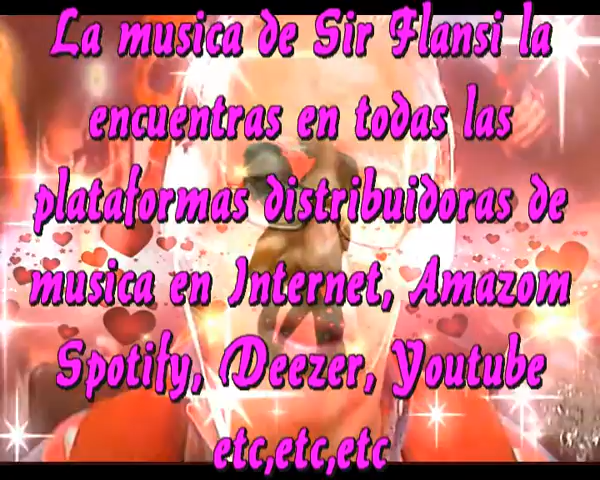 La musica de Sir Flansi la
encuentras en todas las
plataformas distribuidoras de
musica en Internet, Amazom
Spotify, Deezer, Youtube
etc,etc,etc